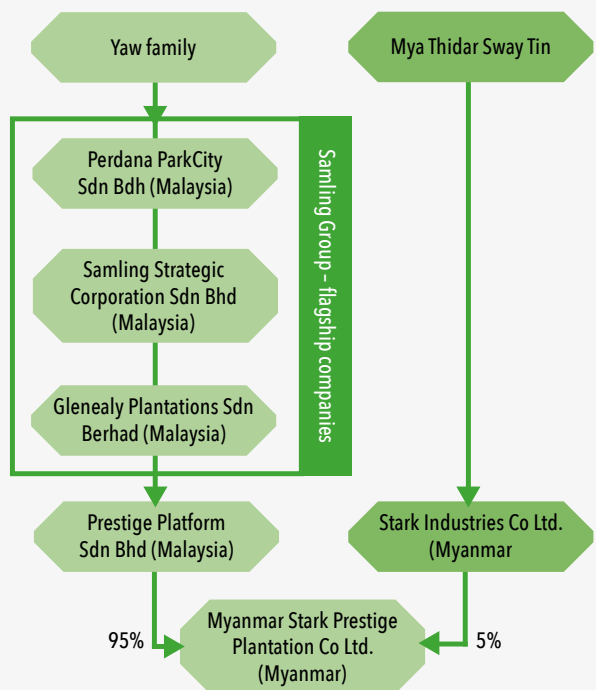 Yaw family
Mya Thidar Sway Tin
Perdana ParkCity
Sdn Bdh (Malaysia)
Samling Strategic
Corporation Sdn Bhd
(Malaysia)
Glenealy Plantations Sdn
Berhad (Malaysia)
Samling Group – flagship companies
Prestige Platform
Sdn Bhd (Malaysia)
Stark Industries Co Ltd.
(Myanmar
95%
Myanmar Stark Prestige
Plantation Co Ltd.
(Myanmar)
5%